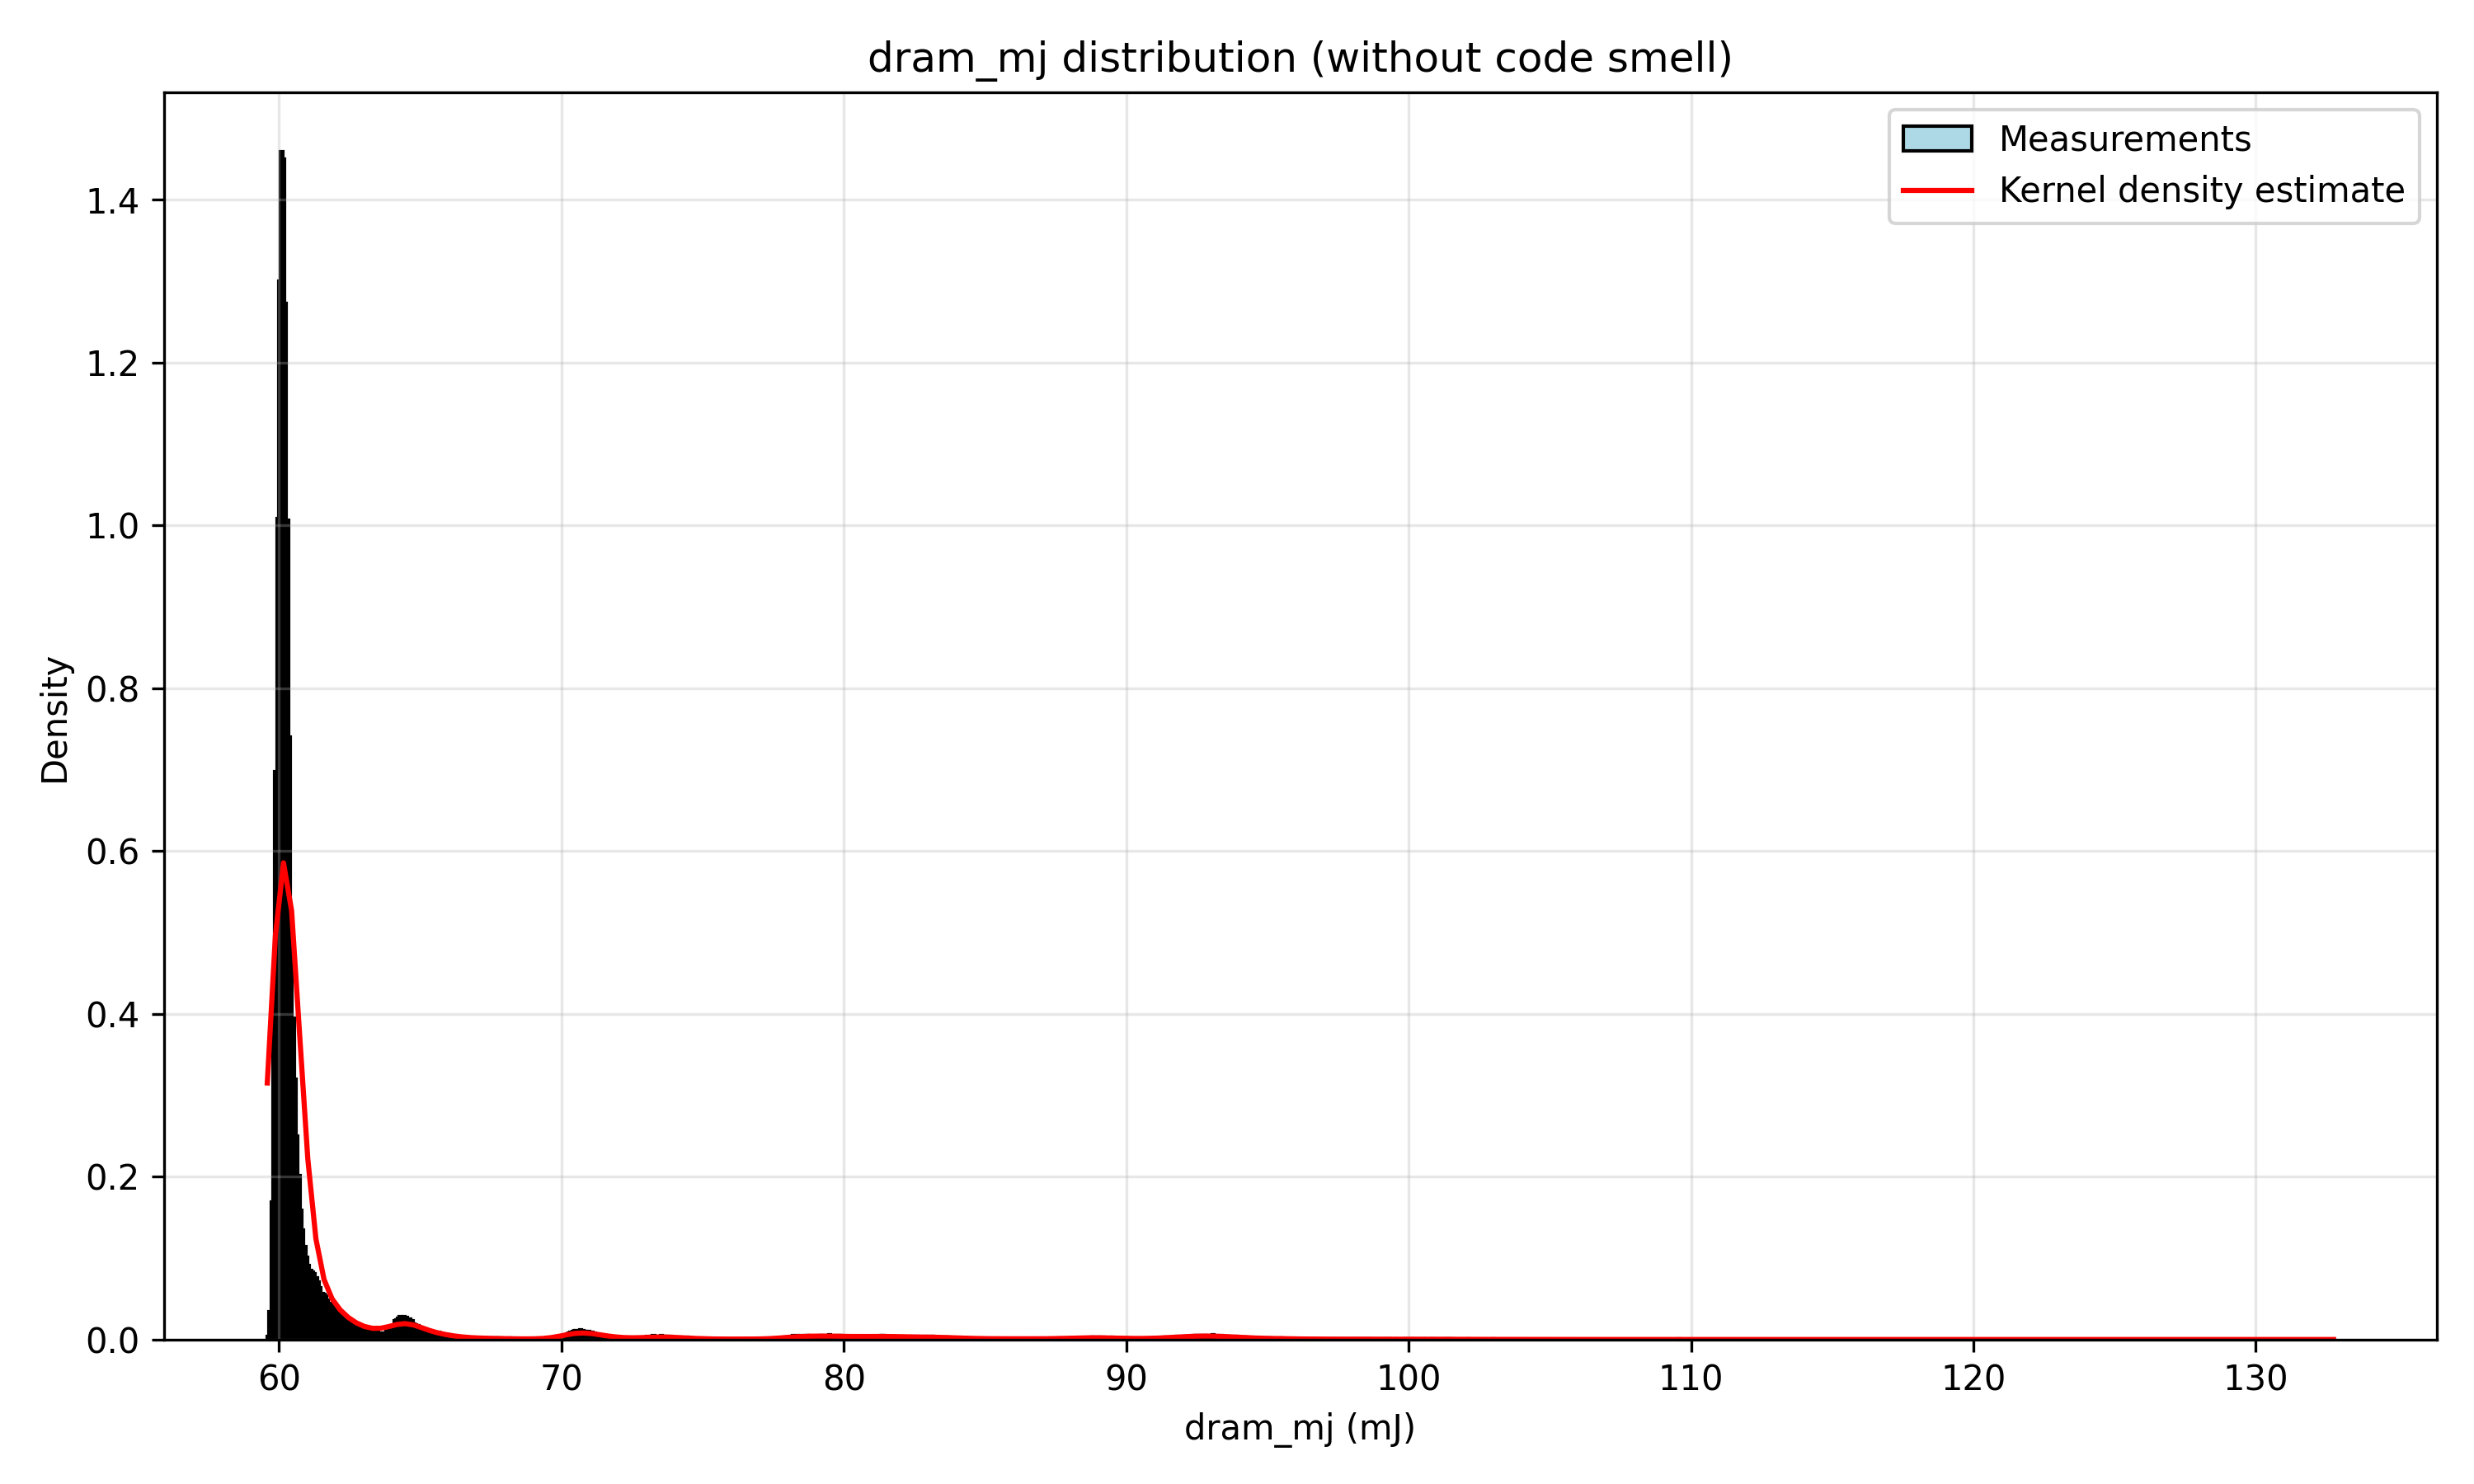 dram_mj distribution (without code smell)
Measurements
Kernel density estimate
Density
1.4
1.2
1.0
0.8
0.6
0.4
0.2
0.0
60 70 80 90 100 110 120 130
dram_mj (mJ)